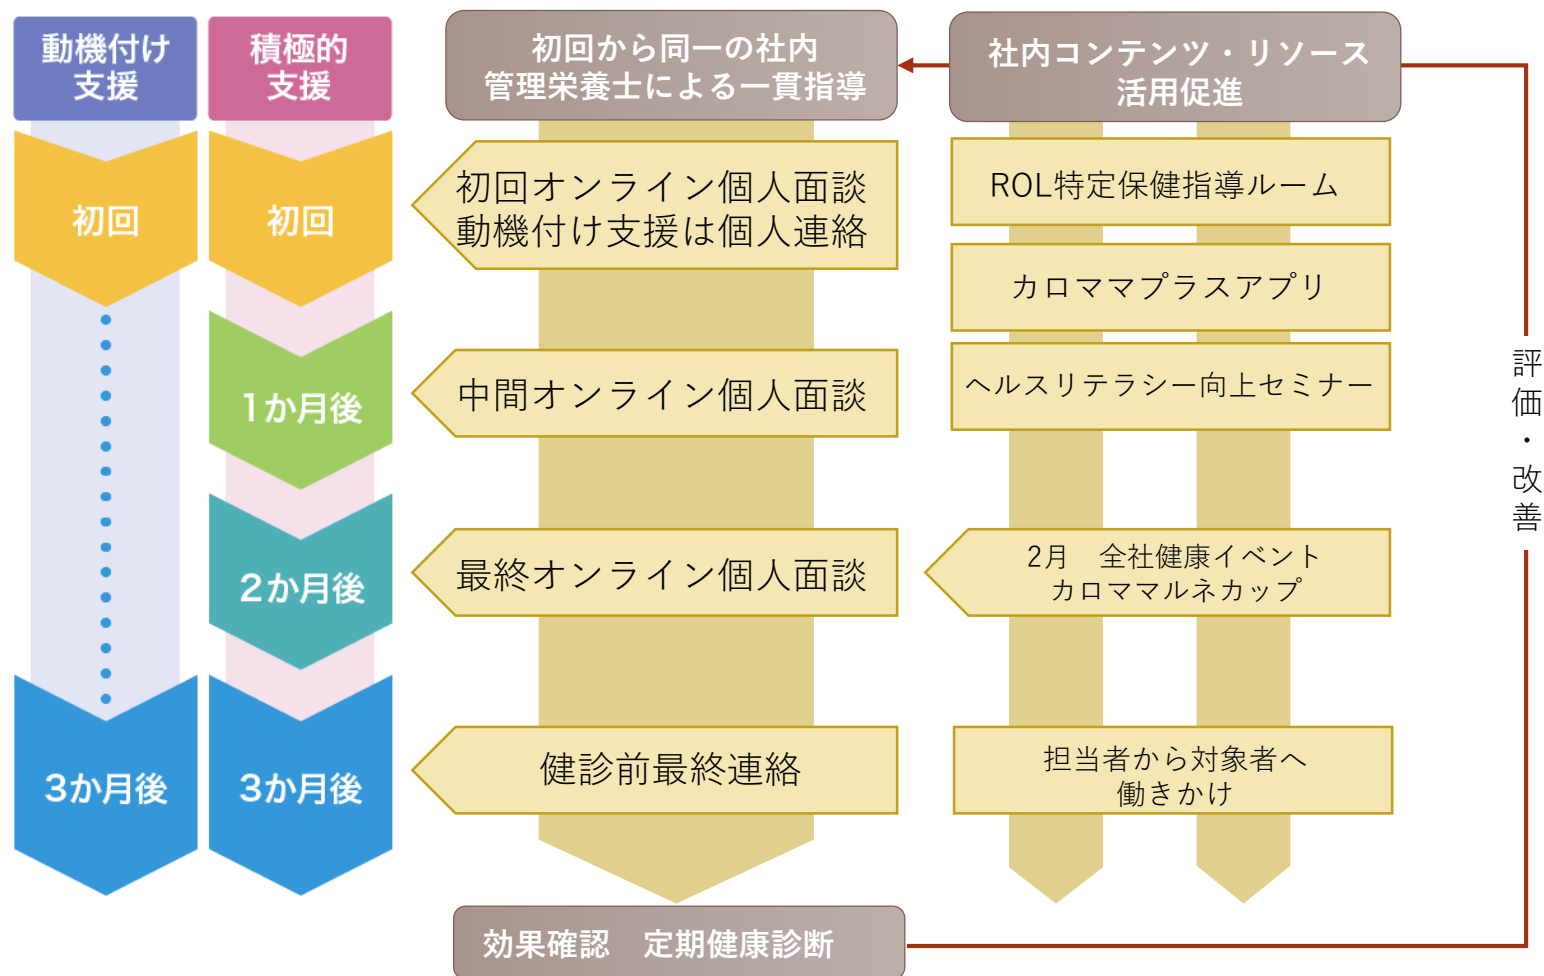 動機付け
支援
積極的
支援
初回から同一の社内
管理栄養士による一貫指導
社内コンテンツ・リソース
活用促進
初回
初回
初回オンライン個人面談
動機付け支援は個人連絡
ROL特定保健指導ルーム
カロママプラスアプリ
1か月後
中間オンライン個人面談
ヘルスリテラシー向上セミナー
2か月後
最終オンライン個人面談
2月　全社健康イベント
カロママルネカップ
3か月後
3か月後
健診前最終連絡
担当者から対象者へ
働きかけ
評価・改善
効果確認　定期健康診断